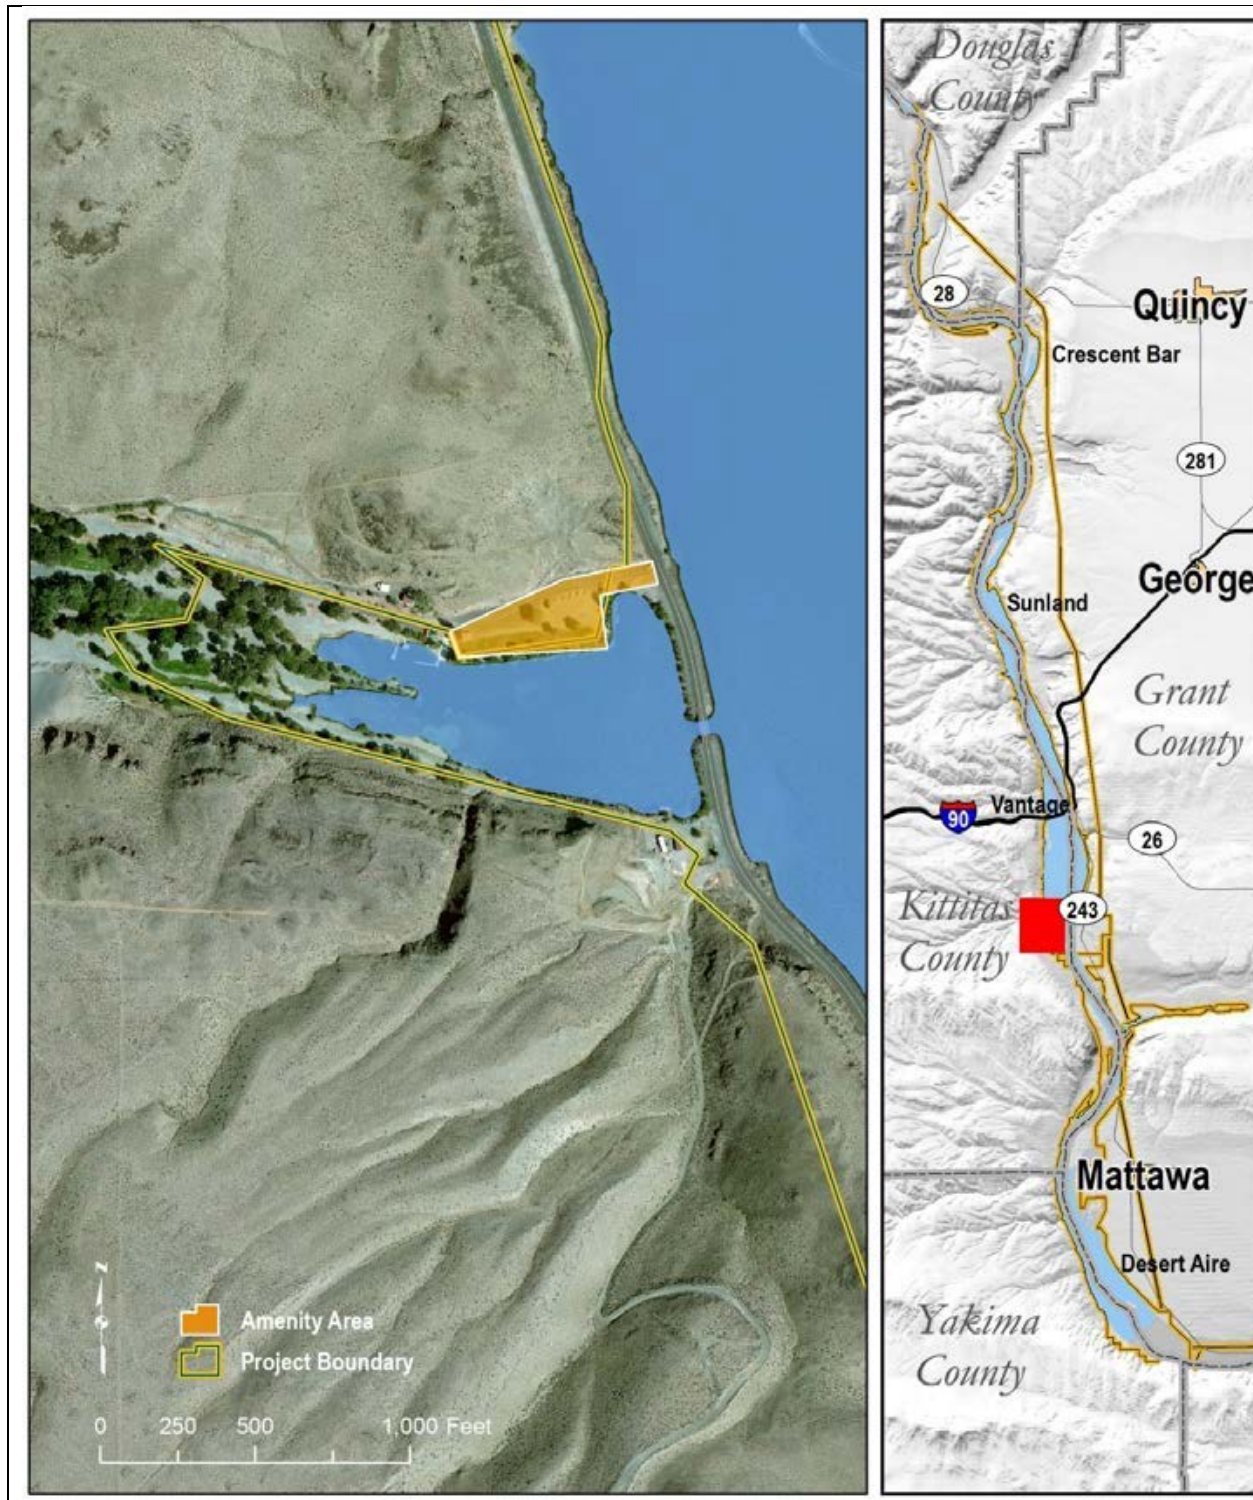 Amenity Area
Project Boundary
0 250 500 1,000 Feet
Douglas
County
28
Quincy
Crescent Bar
281
George
Sunland
Grant
County
Vantage
90
26
Kittitas
County
243
Mattawa
Desert Aire
Yakima
County